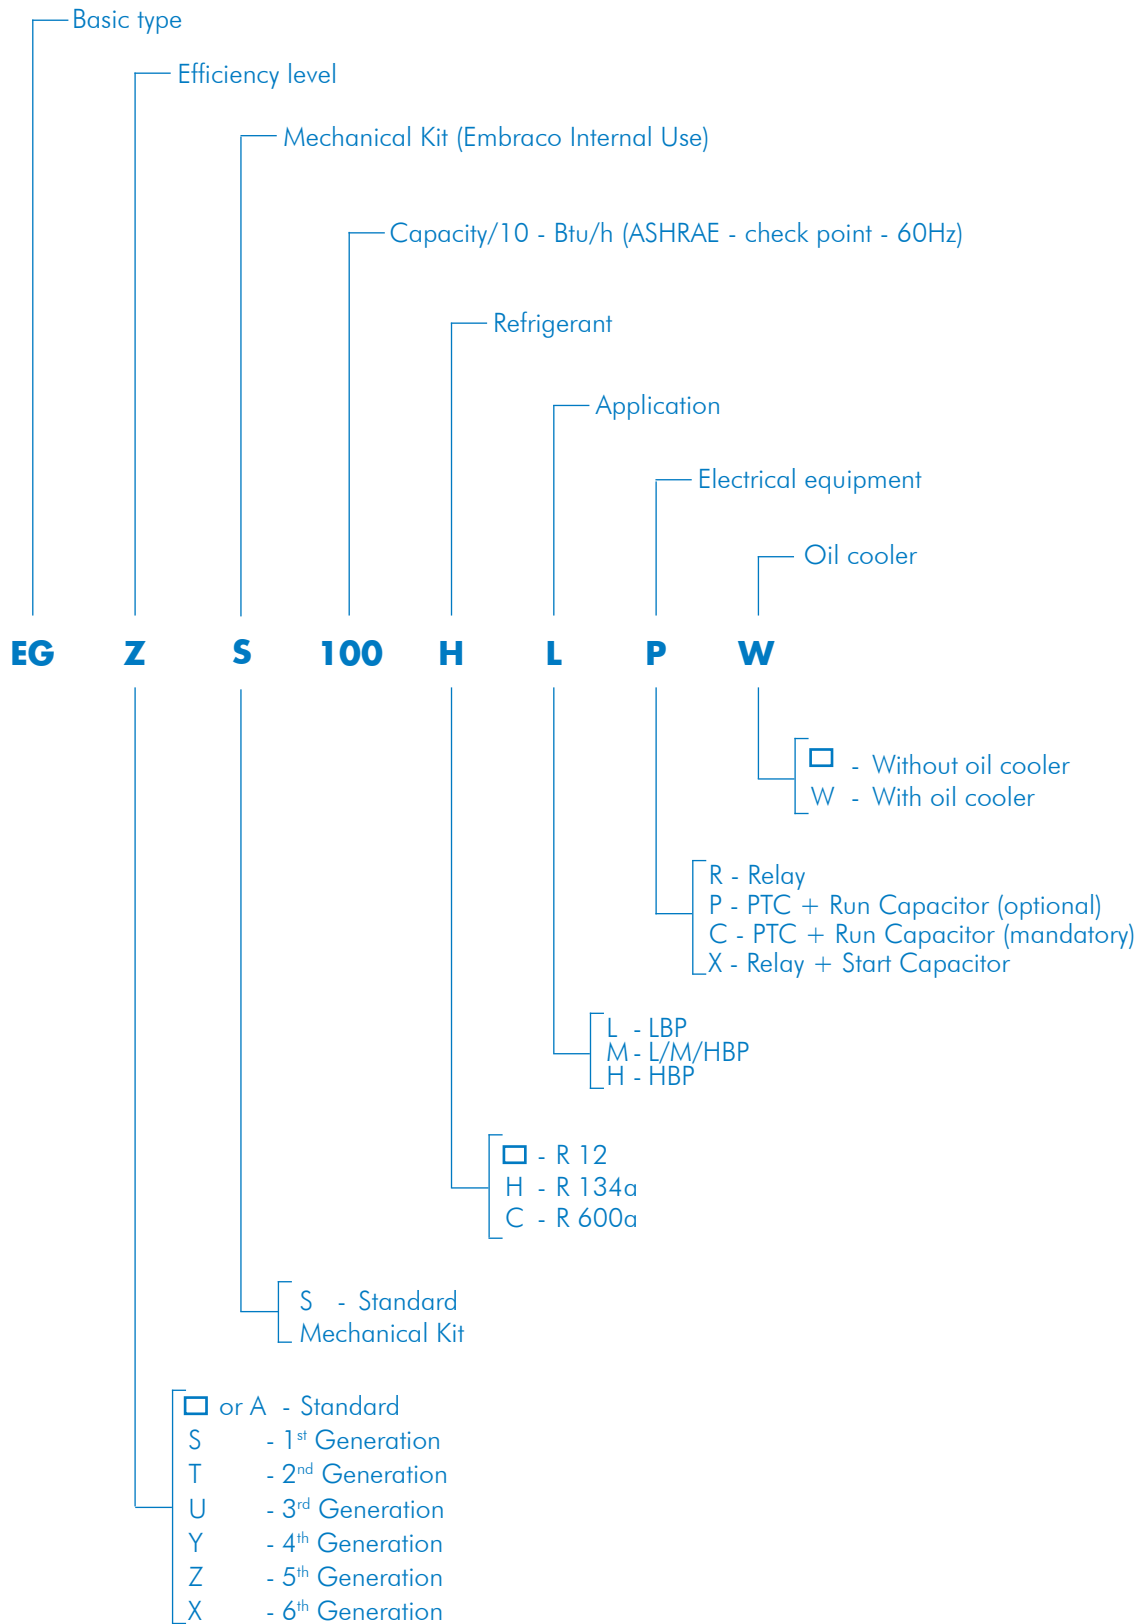 Basic type
Efficiency level
Mechanical Kit (Embraco Internal Use)
Capacity/10 - Btu/h (ASHRAE - check point - 60Hz)
Refrigerant
Application
Electrical equipment
Oil cooler
EG Z S 100 H L P W
- Without oil cooler
W - With oil cooler
R - Relay
P - PTC + Run Capacitor (optional)
C - PTC + Run Capacitor (mandatory)
X - Relay + Start Capacitor
L - LBP
M - L/M/HBP
H - HBP
- R 12
H - R 134a
C - R 600a
S - Standard
Mechanical Kit
or A - Standard
S - 1st Generation
T - 2nd Generation
U - 3rd Generation
Y - 4th Generation
Z - 5th Generation
X - 6th Generation